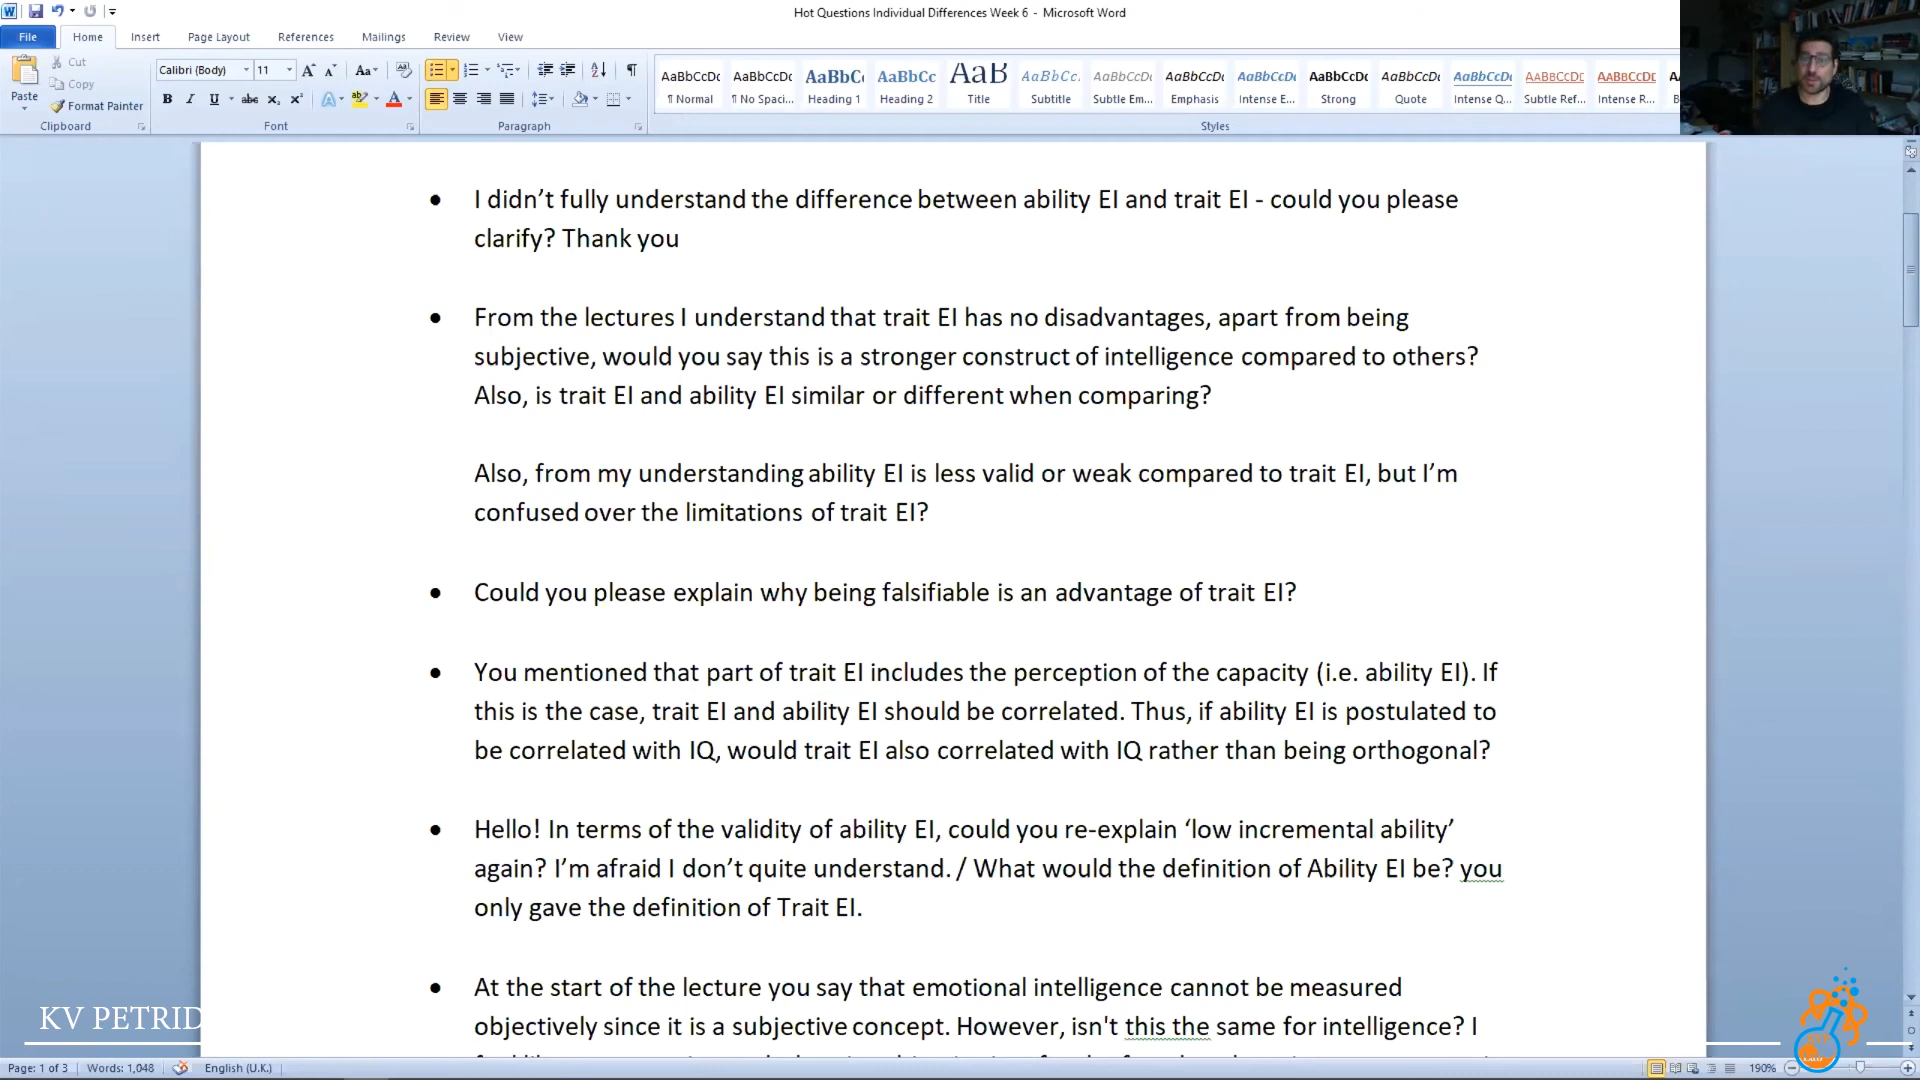 Hot Questions Individual Differences Week 6 - Microsoft Word
File Home Insert Page Layout References Mailings Review View
Paste
Cut
Copy
Format Painter
Clipboard
Calibri (Body) 11
Font
Paragraph
AaBbCcDc AaBbCcDc AaBbC AaBbCc AaB AaBbCc. AaBbCcDc AaBbCcDc AaBbCcDc AaBbCcDc AaBbCcDc AaBbCcDc AABBCCDC AABBCCDC
¶ Normal ¶ No Spaci... Heading 1 Heading 2 Title Subtitle Subtle Em... Emphasis Intense E... Strong Quote Intense Q... Subtle Ref... Intense R...
Styles
• I didn’t fully understand the difference between ability EI and trait EI - could you please
clarify? Thank you
• From the lectures I understand that trait EI has no disadvantages, apart from being
subjective, would you say this is a stronger construct of intelligence compared to others?
Also, is trait EI and ability EI similar or different when comparing?
Also, from my understanding ability EI is less valid or weak compared to trait EI, but I’m
confused over the limitations of trait EI?
• Could you please explain why being falsifiable is an advantage of trait EI?
• You mentioned that part of trait EI includes the perception of the capacity (i.e. ability EI). If
this is the case, trait EI and ability EI should be correlated. Thus, if ability EI is postulated to
be correlated with IQ, would trait EI also correlated with IQ rather than being orthogonal?
• Hello! In terms of the validity of ability EI, could you re-explain ‘low incremental ability’
again? I’m afraid I don’t quite understand. / What would the definition of Ability EI be? you
only gave the definition of Trait EI.
• At the start of the lecture you say that emotional intelligence cannot be measured
objectively since it is a subjective concept. However, isn't this the same for intelligence? I
KV PETRID
Page: 1 of 3 Words: 1,048 English (U.K.) 190%